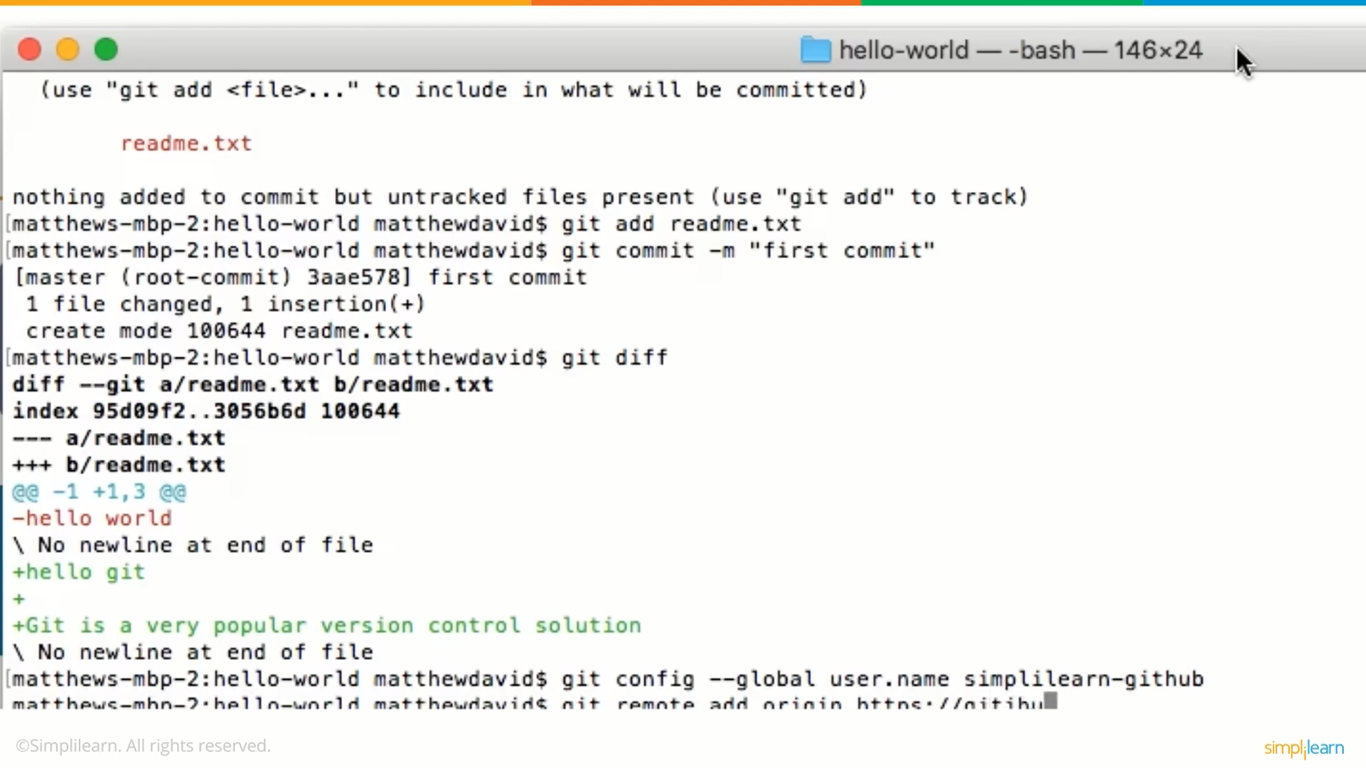 hello-world — -bash — 146×24
(use "git add <file>..." to include in what will be committed)
readme.txt
nothing added to commit but untracked files present (use "git add" to track)
[matthews-mbp-2:hello-world matthewdavid$ git add readme.txt
[matthews-mbp-2:hello-world matthewdavid$ git commit -m "first commit"
[master (root-commit) 3aae578] first commit
1 file changed, 1 insertion(+)
create mode 100644 readme.txt
[matthews-mbp-2:hello-world matthewdavid$ git diff
diff --git a/readme.txt b/readme.txt
index 95d09f2..3056b6d 100644
--- a/readme.txt
+++ b/readme.txt
@@ -1 +1,3 @@
-hello world
\ No newline at end of file
+hello git
+
+Git is a very popular version control solution
\ No newline at end of file
[matthews-mbp-2:hello-world matthewdavid$ git config --global user.name simplilearn-github
matthews-mbp-2:hello-world matthewdavid$ git remote add origin https://gitihu
©Simplilearn. All rights reserved.
simplilearn